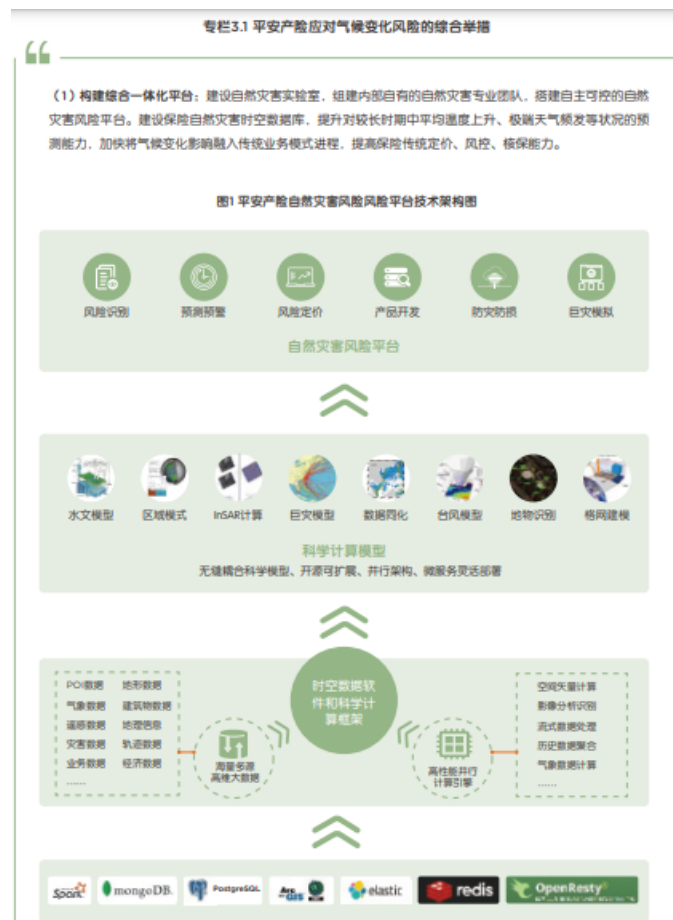 专栏3.1 平安产险应对气候变化风险的综合举措
（1）构建综合一体化平台：建设自然灾害实验室，组建内部自有的自然灾害专业团队，搭建自主可控的自然
灾害风险平台。建设保险自然灾害时空数据库，提升对较长时期中平均温度上升、极端天气频发等状况的预
测能力，加快将气候变化影响融入传统业务模式进程，提高保险传统定价、风控、核保能力。
图1 平安产险自然灾害风险风险平台技术架构图
风险识别 预测预警 风险定价 产品开发 防灾防损 巨灾模拟
自然灾害风险平台
水文模型 区域模式 InSAR计算 巨灾模型 数据同化 台风模型 地物识别 格网建模
科学计算模型
无缝耦合科学模型、开源可扩展、并行架构、微服务灵活部署
POI数据 地形数据
气象数据 建筑物数据
遥感数据 地理信息
灾害数据 轨迹数据
业务数据 经济数据
……
海量多源
高维大数据
时空数据软
件和科学计
算框架
高性能并行
计算引擎
空间矢量计算
影像分析识别
流式数据处理
历史数据聚合
气象数据计算
……
Spark mongoDB. PostgreSQL Arc GIS elastic redis OpenResty®